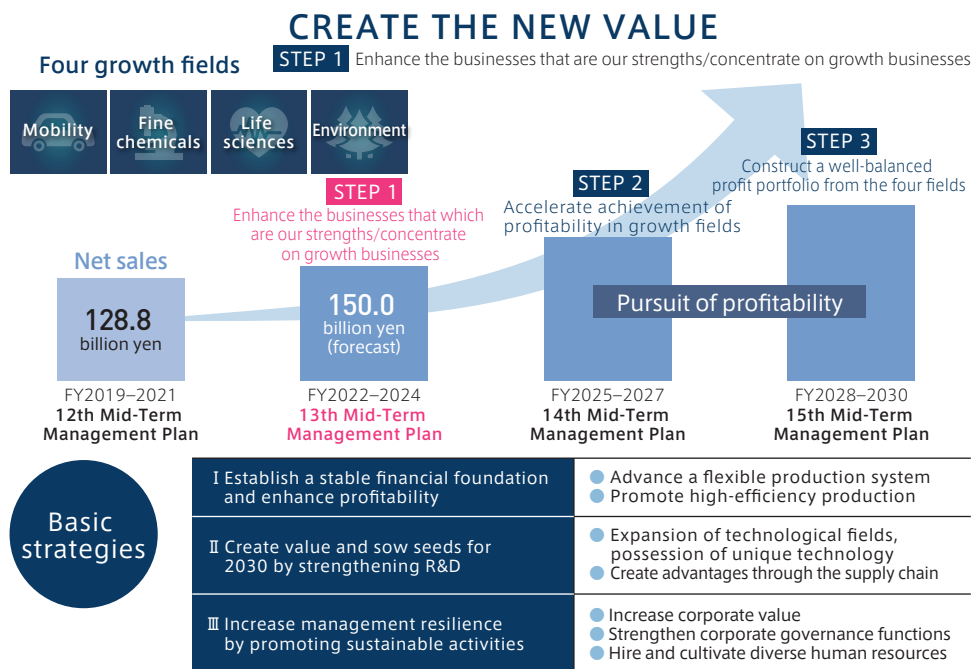 CREATE THE NEW VALUE
STEP 1 Enhance the businesses that are our strengths/concentrate on growth businesses
Four growth fields
Mobility
Fine
chemicals
Life
sciences
Environment
STEP 1
Enhance the businesses that which
are our strengths/concentrate
on growth businesses
STEP 2
Accelerate achievement of
profitability in growth fields
STEP 3
Construct a well-balanced
profit portfolio from the four fields
Net sales
128.8
billion yen
150.0
billion yen
(forecast)
Pursuit of profitability
FY2019–2021
12th Mid-Term
Management Plan
FY2022–2024
13th Mid-Term
Management Plan
FY2025–2027
14th Mid-Term
Management Plan
FY2028–2030
15th Mid-Term
Management Plan
Basic
strategies
Ⅰ Establish a stable financial foundation
and enhance profitability
● Advance a flexible production system
● Promote high-efficiency production
Ⅱ Create value and sow seeds for
2030 by strengthening R&D
● Expansion of technological fields,
possession of unique technology
● Create advantages through the supply chain
Ⅲ Increase management resilience
by promoting sustainable activities
● Increase corporate value
● Strengthen corporate governance functions
● Hire and cultivate diverse human resources